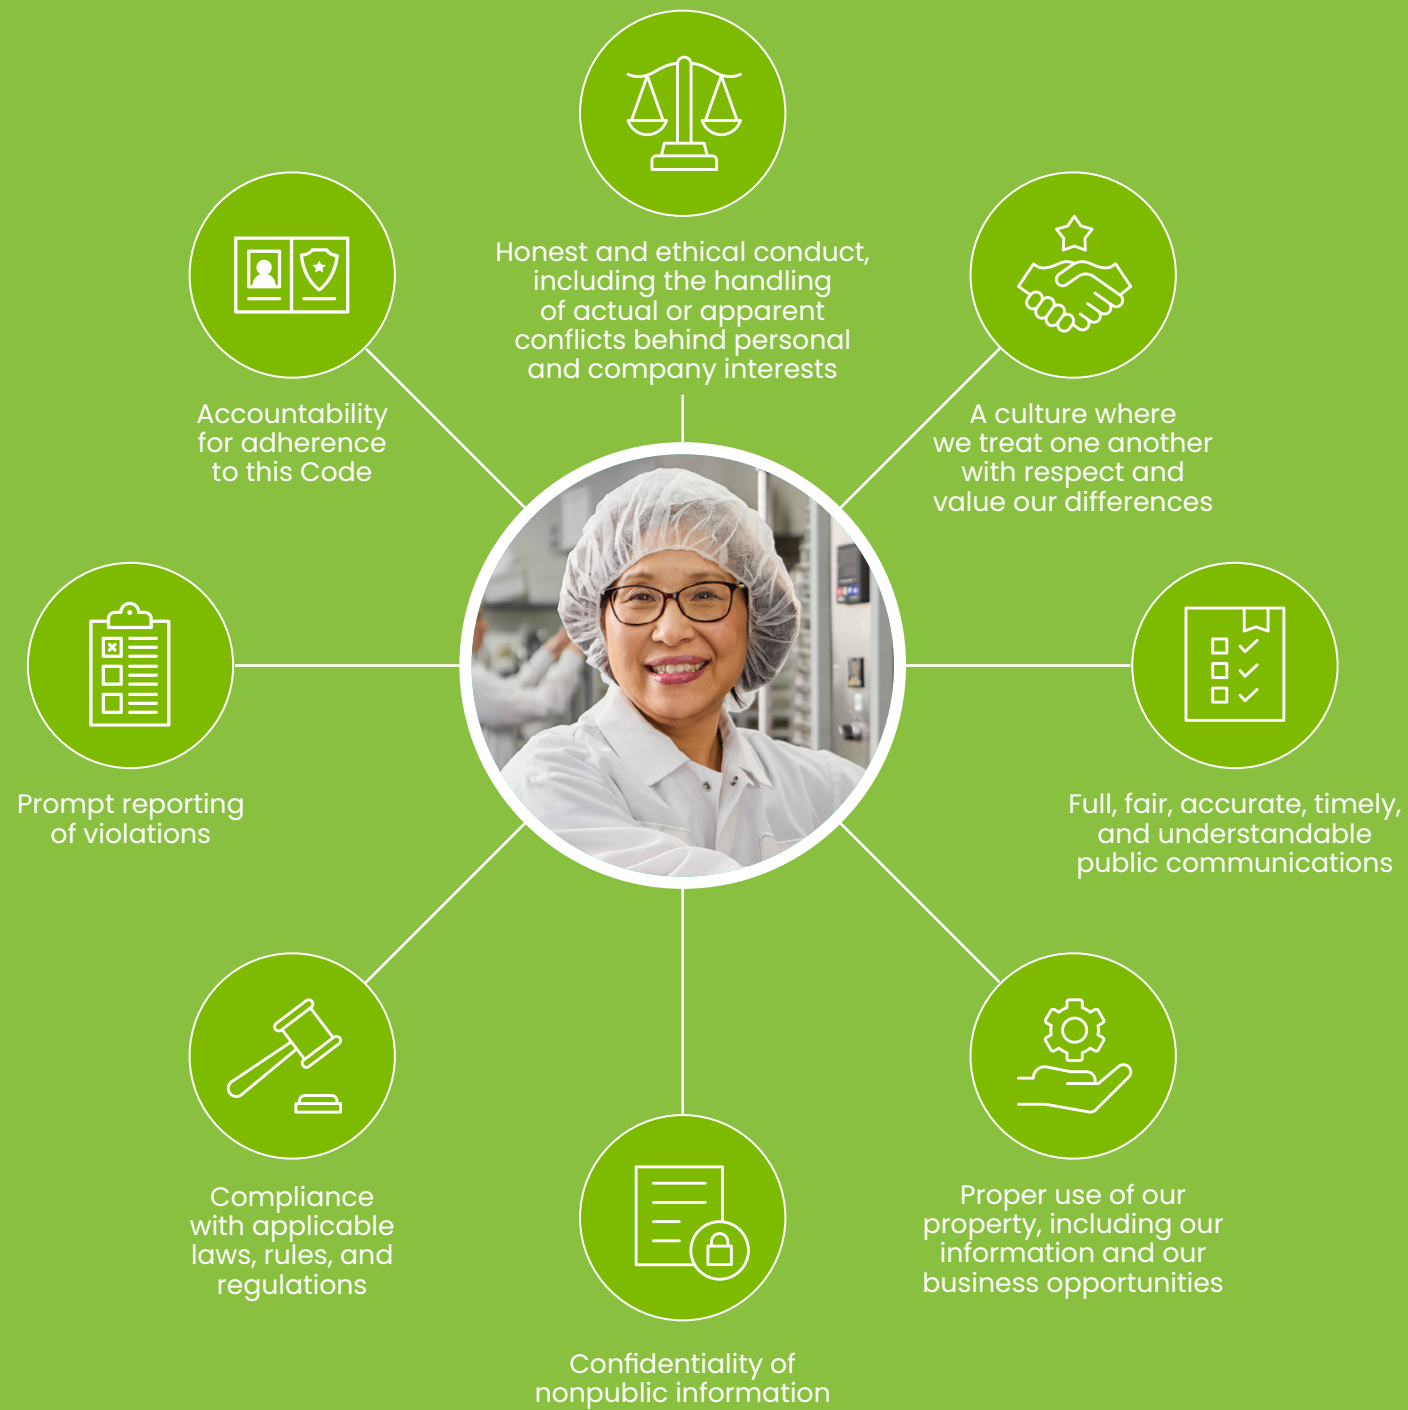 Honest and ethical conduct,
including the handling
of actual or apparent
conflicts behind personal
and company interests
A culture where
we treat one another
with respect and
value our differences
Full, fair, accurate, timely,
and understandable
public communications
Proper use of our
property, including our
information and our
business opportunities
Confidentiality of
nonpublic information
Compliance
with applicable
laws, rules, and
regulations
Prompt reporting
of violations
Accountability
for adherence
to this Code